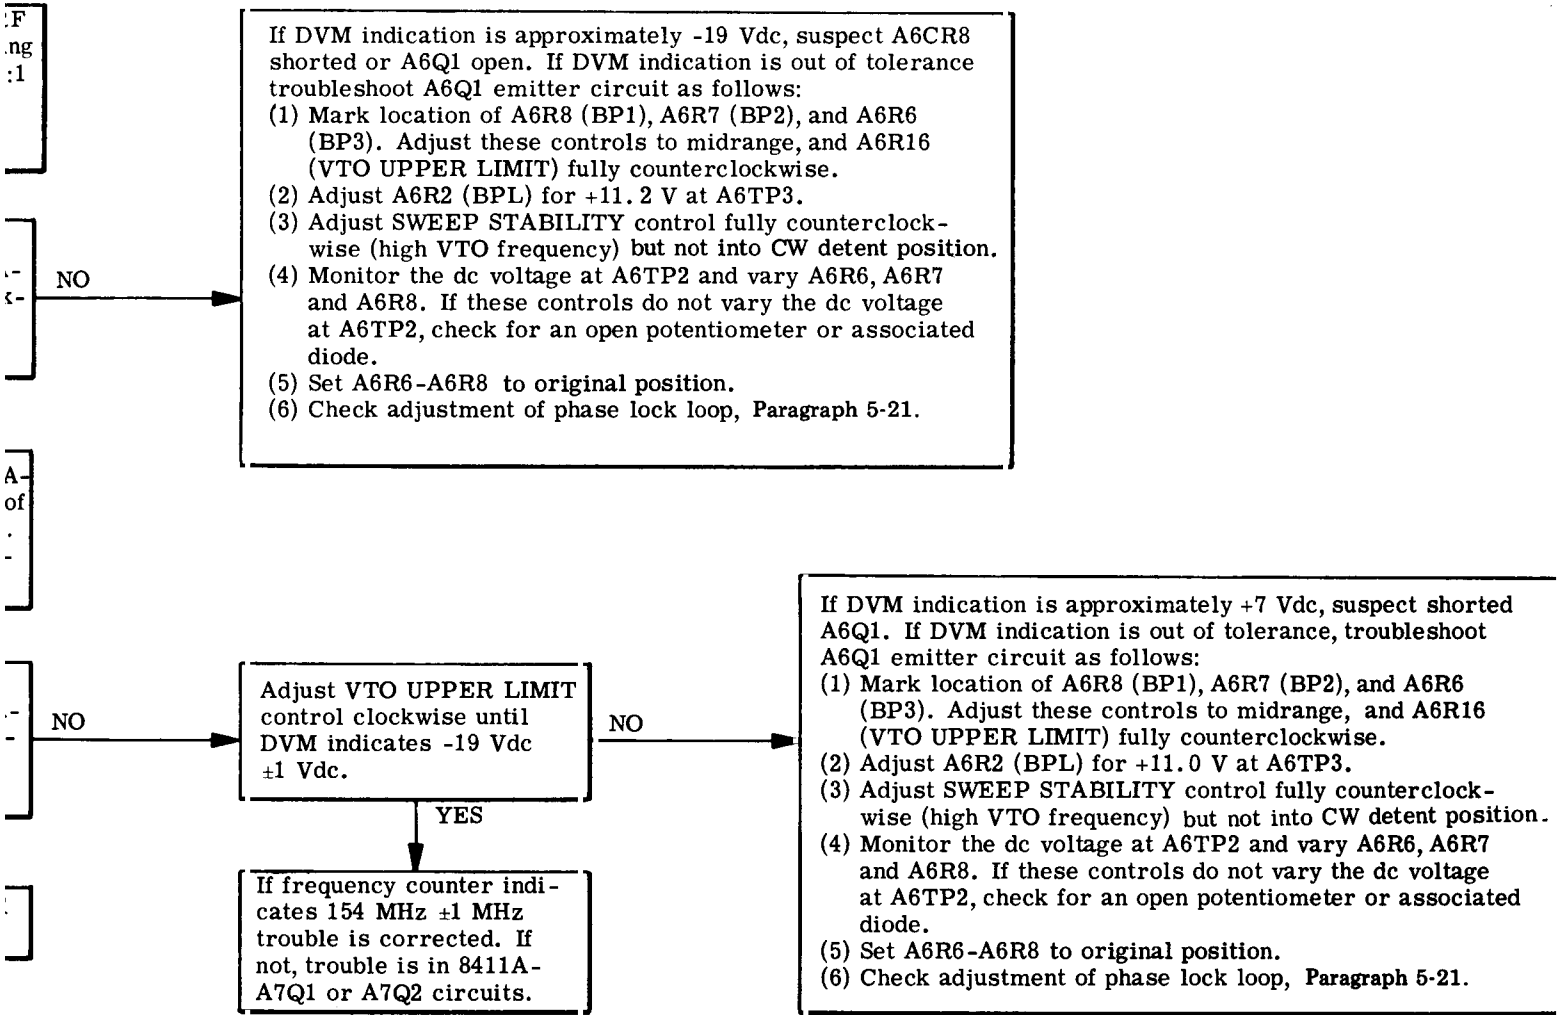 :F
.ng
:1
If DVM indication is approximately -19 Vdc, suspect A6CR8
shorted or A6Q1 open. If DVM indication is out of tolerance
troubleshoot A6Q1 emitter circuit as follows:
(1) Mark location of A6R8 (BP1), A6R7 (BP2), and A6R6
(BP3). Adjust these controls to midrange, and A6R16
(VTO UPPER LIMIT) fully counterclockwise.
(2) Adjust A6R2 (BPL) for +11.2 V at A6TP3.
(3) Adjust SWEEP STABILITY control fully counterclock-
wise (high VTO frequency) but not into CW detent position.
(4) Monitor the dc voltage at A6TP2 and vary A6R6, A6R7
and A6R8. If these controls do not vary the dc voltage
at A6TP2, check for an open potentiometer or associated
diode.
(5) Set A6R6-A6R8 to original position.
(6) Check adjustment of phase lock loop, Paragraph 5-21.
NO
A-
of
.
-
NO
Adjust VTO UPPER LIMIT
control clockwise until
DVM indicates -19 Vdc
±1 Vdc.
NO
YES
If frequency counter indi-
cates 154 MHz ±1 MHz
trouble is corrected. If
not, trouble is in 8411A-
A7Q1 or A7Q2 circuits.
If DVM indication is approximately +7 Vdc, suspect shorted
A6Q1. If DVM indication is out of tolerance, troubleshoot
A6Q1 emitter circuit as follows:
(1) Mark location of A6R8 (BP1), A6R7 (BP2), and A6R6
(BP3). Adjust these controls to midrange, and A6R16
(VTO UPPER LIMIT) fully counterclockwise.
(2) Adjust A6R2 (BPL) for +11.0 V at A6TP3.
(3) Adjust SWEEP STABILITY control fully counterclock-
wise (high VTO frequency) but not into CW detent position.
(4) Monitor the dc voltage at A6TP2 and vary A6R6, A6R7
and A6R8. If these controls do not vary the dc voltage
at A6TP2, check for an open potentiometer or associated
diode.
(5) Set A6R6-A6R8 to original position.
(6) Check adjustment of phase lock loop, Paragraph 5-21.